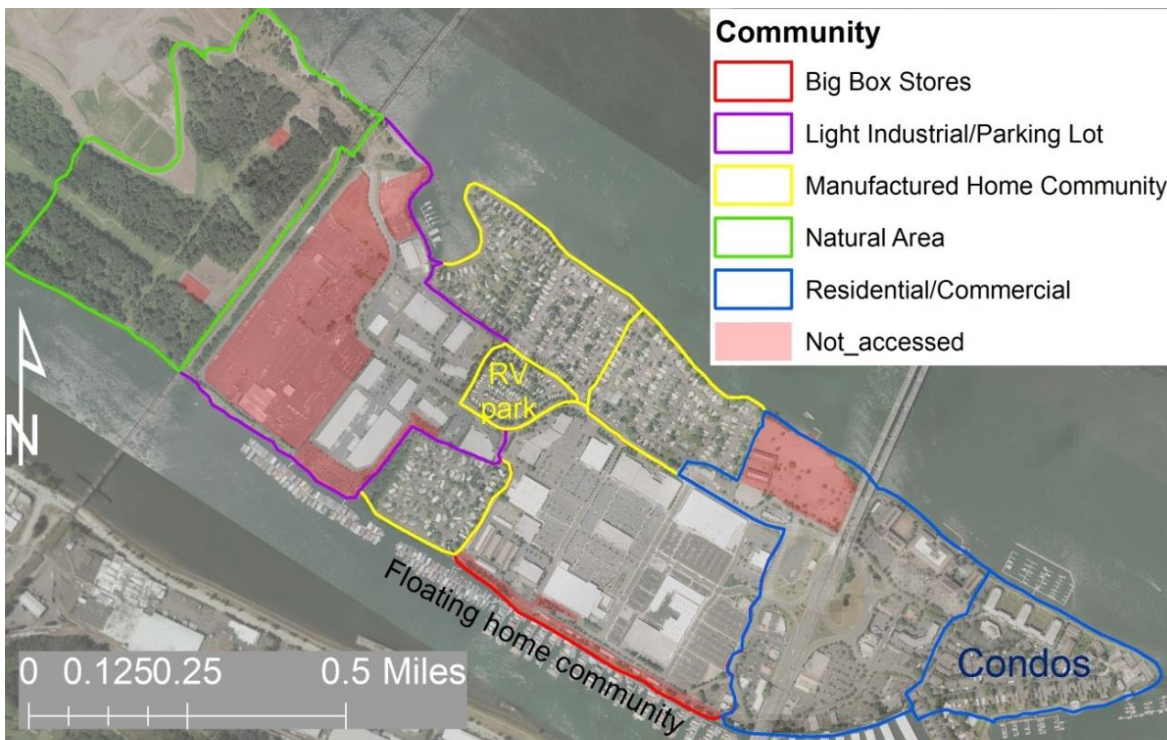 Community
Big Box Stores
Light Industrial/Parking Lot
Manufactured Home Community
Natural Area
Residential/Commercial
Not_accessed
RV
park
N
Floating home community
Condos
0 0.1250.25 0.5 Miles